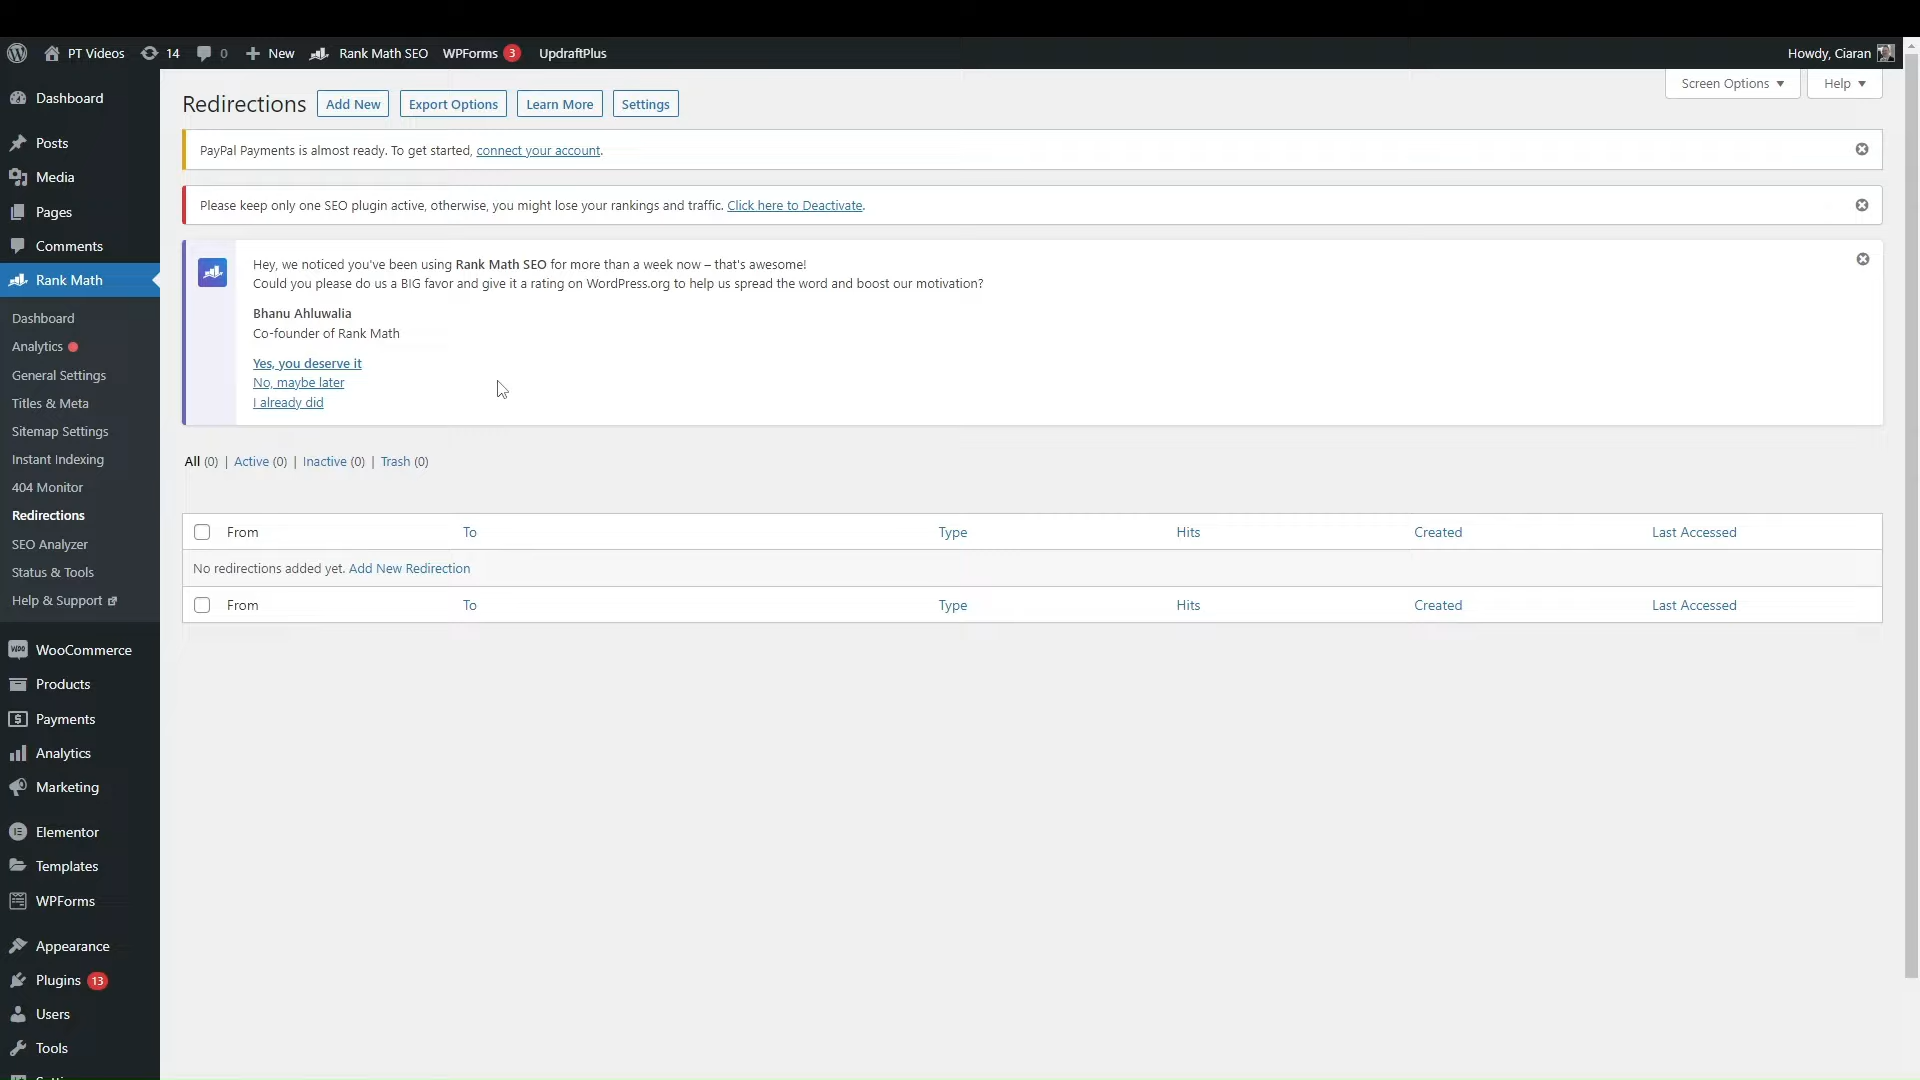 PT Videos 14 0 New Rank Math SEO WPForms 3 UpdraftPlus Howdy, Ciaran
Screen Options Help
Redirections Add New Export Options Learn More Settings
PayPal Payments is almost ready. To get started, connect your account.
Please keep only one SEO plugin active, otherwise, you might lose your rankings and traffic. Click here to Deactivate.
Hey, we noticed you've been using Rank Math SEO for more than a week now – that's awesome!
Could you please do us a BIG favor and give it a rating on WordPress.org to help us spread the word and boost our motivation?
Bhanu Ahluwalia
Co-founder of Rank Math
Yes, you deserve it
No, maybe later
I already did
All (0) | Active (0) | Inactive (0) | Trash (0)
From To Type Hits Created Last Accessed
No redirections added yet. Add New Redirection
From To Type Hits Created Last Accessed
Dashboard
Posts
Media
Pages
Comments
Rank Math
Dashboard
Analytics
General Settings
Titles & Meta
Sitemap Settings
Instant Indexing
404 Monitor
Redirections
SEO Analyzer
Status & Tools
Help & Support
WooCommerce
Products
Payments
Analytics
Marketing
Elementor
Templates
WPForms
Appearance
Plugins 13
Users
Tools